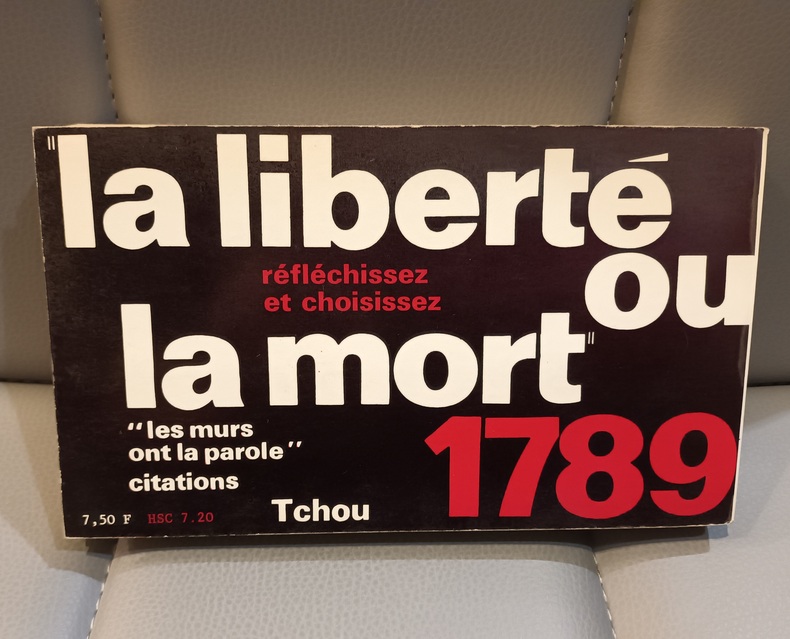 "la liberté
réfléchissez
et choisissez
ou
la mort"
"les murs
ont la parole"
citations
1789
7,50 F HSC 7.20
Tchou